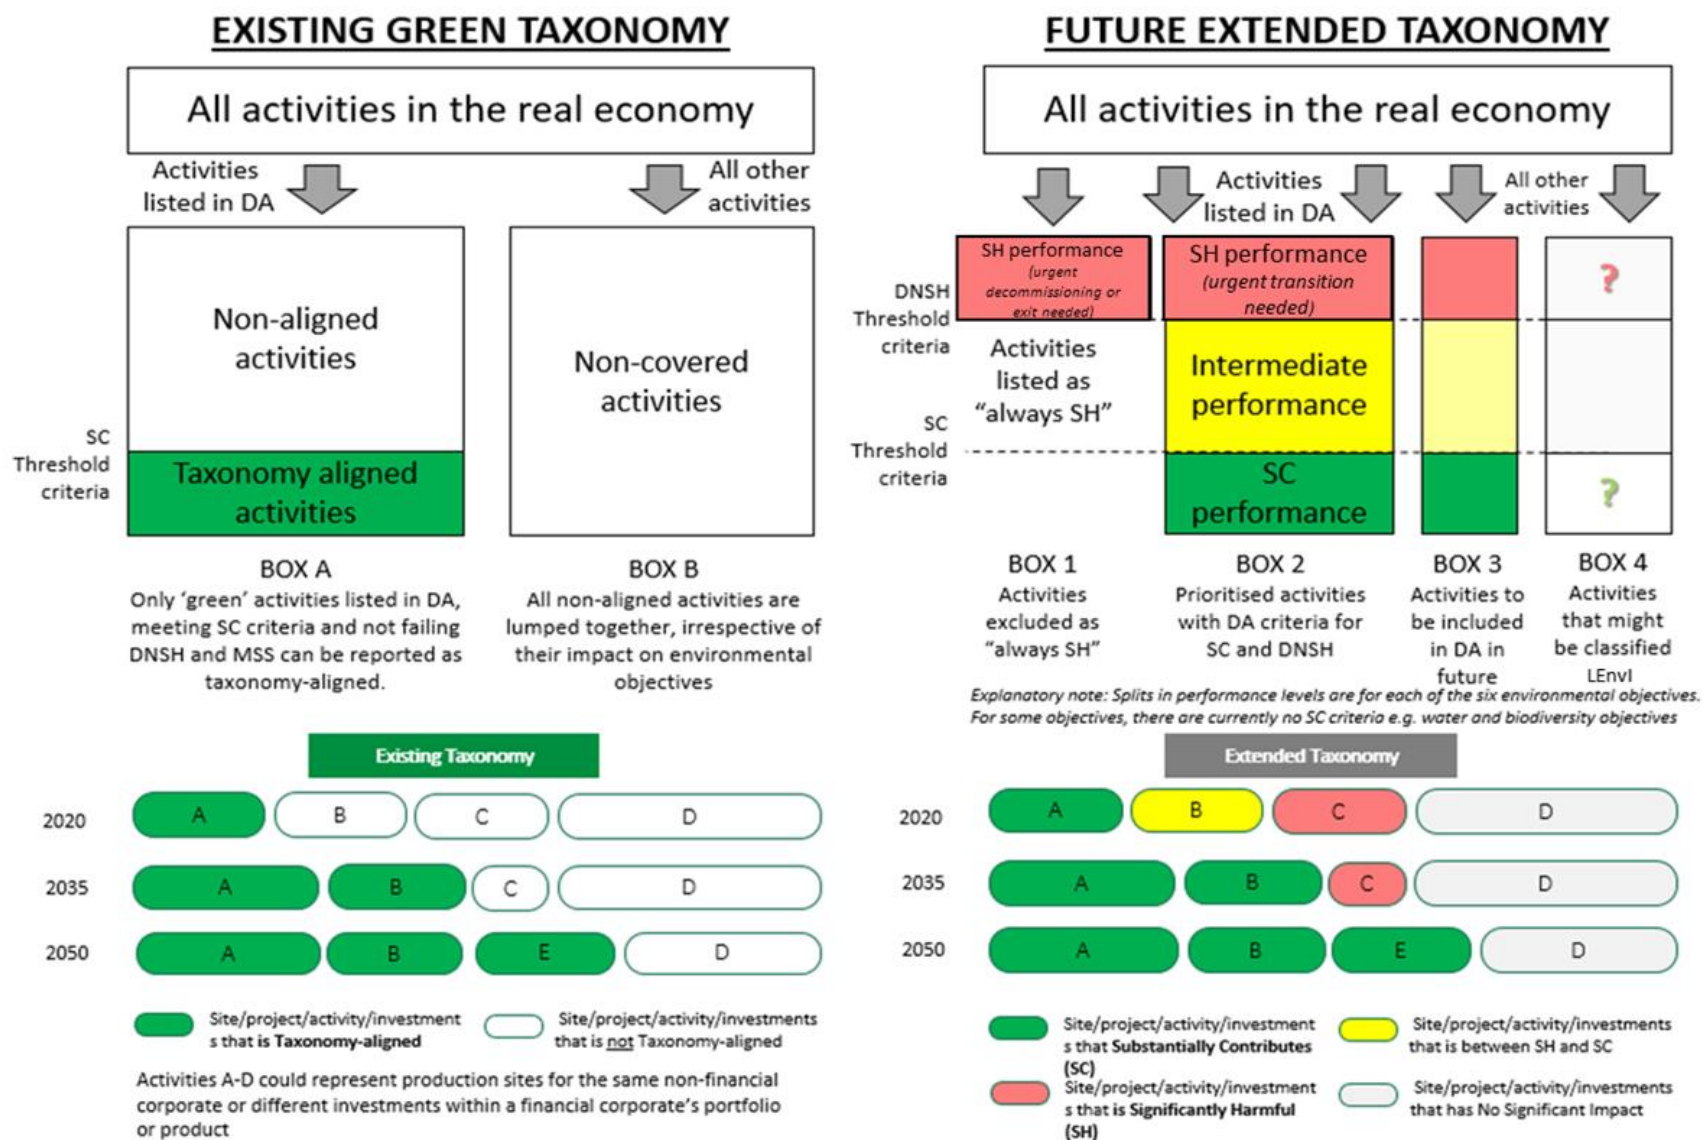 EXISTING GREEN TAXONOMY
All activities in the real economy
Activities
listed in DA
All other
activities
Non-aligned
activities
Non-covered
activities
SC
Threshold
criteria
Taxonomy aligned
activities
BOX A
Only ‘green’ activities listed in DA,
meeting SC criteria and not failing
DNSH and MSS can be reported as
taxonomy-aligned.
BOX B
All non-aligned activities are
lumped together, irrespective of
their impact on environmental
objectives
FUTURE EXTENDED TAXONOMY
All activities in the real economy
Activities
listed in DA
All other
activities
SH performance
(urgent
decommissioning or
exit needed)
SH performance
(urgent transition
needed)
?
DNSH
Threshold
criteria
Activities
listed as
“always SH”
Intermediate
performance
SC
Threshold
criteria
SC
performance
?
BOX 1
Activities
excluded as
“always SH”
BOX 2
Prioritised activities
with DA criteria for
SC and DNSH
BOX 3
Activities to
be included
in DA in
future
BOX 4
Activities
that might
be classified
LEnvI
Explanatory note: Splits in performance levels are for each of the six environmental objectives.
For some objectives, there are currently no SC criteria e.g. water and biodiversity objectives
Existing Taxonomy
2020
A
B
C
D
2035
A
B
C
D
2050
A
B
E
D
Site/project/activity/investment
s that is Taxonomy-aligned
Site/project/activity/investments
that is not Taxonomy-aligned
Activities A-D could represent production sites for the same non-financial
corporate or different investments within a financial corporate’s portfolio
or product
Extended Taxonomy
2020
A
B
C
D
2035
A
B
C
D
2050
A
B
E
D
Site/project/activity/investment
s that Substantially Contributes
(SC)
Site/project/activity/investments
that is between SH and SC
Site/project/activity/investment
s that is Significantly Harmful
(SH)
Site/project/activity/investments
that has No Significant Impact